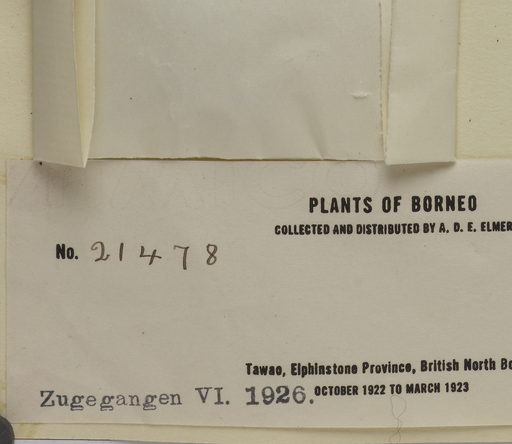 PLANTS OF BORNEO
COLLECTED AND DISTRIBUTED BY A. D. E. ELMER
No. 21478
Tawao, Elphinstone Province, British North Bo
Zugegangen VI. 1926.
OCTOBER 1922 TO MARCH 1923